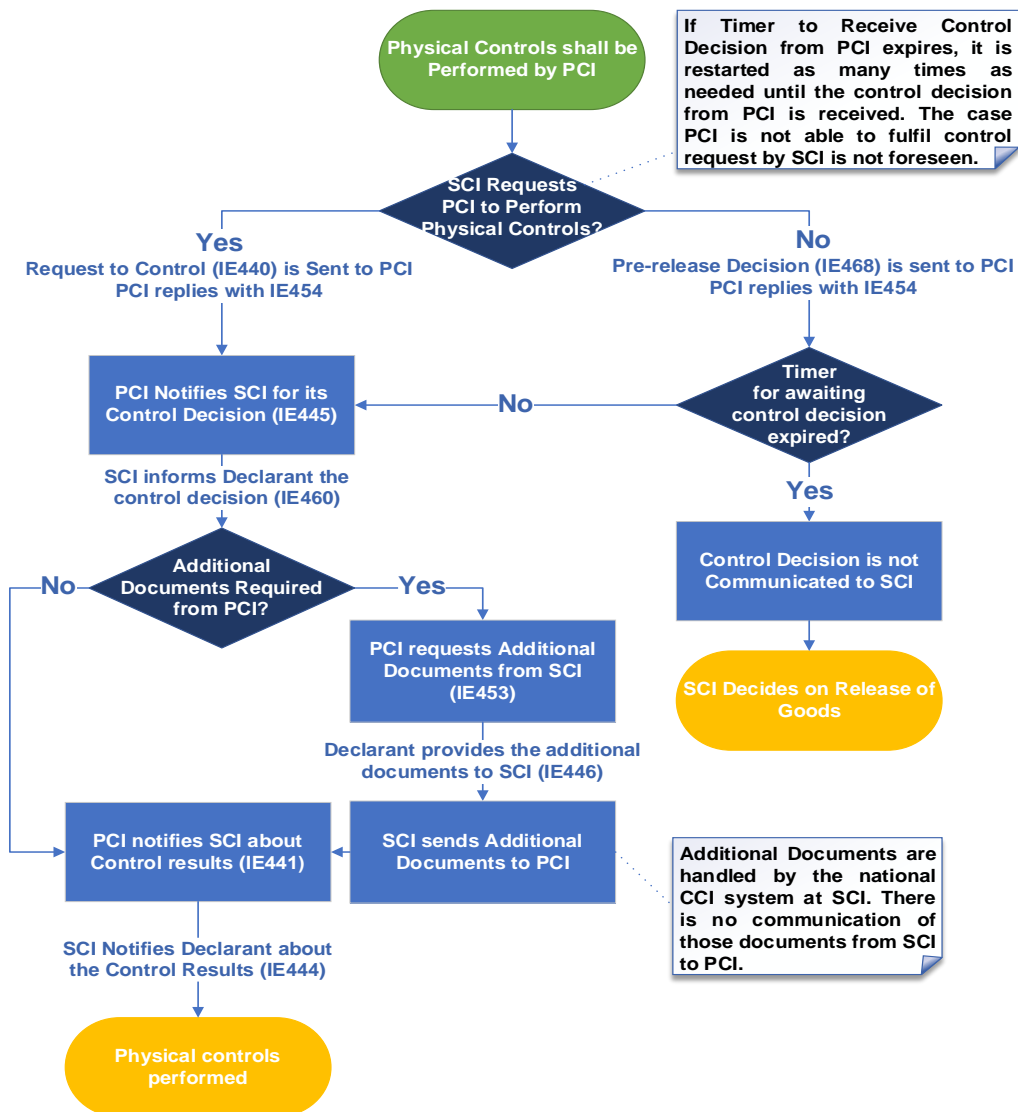 Physical Controls shall be
Performed by PCI
If Timer to Receive Control
Decision from PCI expires, it is
restarted as many times as
needed until the control decision
from PCI is received. The case
PCI is not able to fulfil control
request by SCI is not foreseen.
SCI Requests
PCI to Perform
Physical Controls?
Yes
Request to Control (IE440) is Sent to PCI
PCI replies with IE454
No
Pre-release Decision (IE468) is sent to PCI
PCI replies with IE454
PCI Notifies SCI for its
Control Decision (IE445)
No
Timer
for awaiting
control decision
expired?
SCI informs Declarant the
control decision (IE460)
Yes
Additional
Documents Required
from PCI?
No
Yes
Control Decision is not
Communicated to SCI
PCI requests Additional
Documents from SCI
(IE453)
SCI Decides on Release of
Goods
Declarant provides the additional
documents to SCI (IE446)
PCI notifies SCI about
Control results (IE441)
SCI sends Additional
Documents to PCI
Additional Documents are
handled by the national
CCI system at SCI. There
is no communication of
those documents from SCI
to PCI.
SCI Notifies Declarant about
the Control Results (IE444)
Physical controls
performed